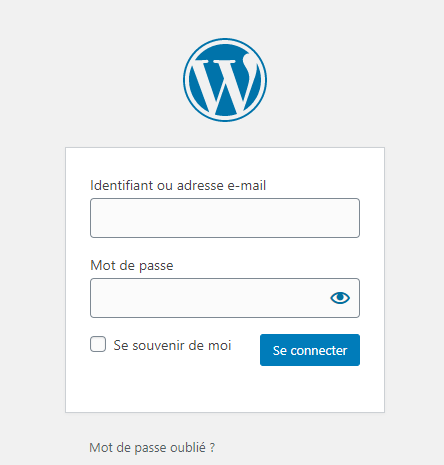 Identifiant ou adresse e-mail
Mot de passe
Se souvenir de moi
Se connecter
Mot de passe oublié ?